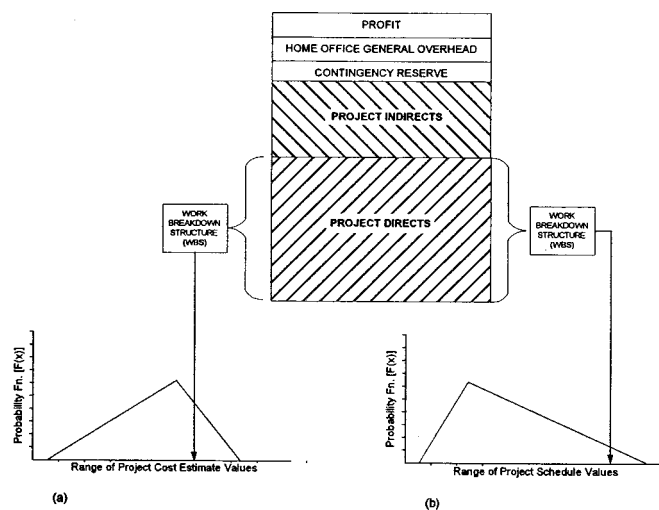 PROFIT
HOME OFFICE GENERAL OVERHEAD
CONTINGENCY RESERVE
PROJECT INDIRECTS
PROJECT DIRECTS
WORK
BREAKDOWN
STRUCTURE
(WBS)
WORK
BREAKDOWN
STRUCTURE
(WBS)
Probability Fn. [F(x)]
Range of Project Cost Estimate Values
(a)
Probability Fn. [F(x)]
Range of Project Schedule Values
(b)